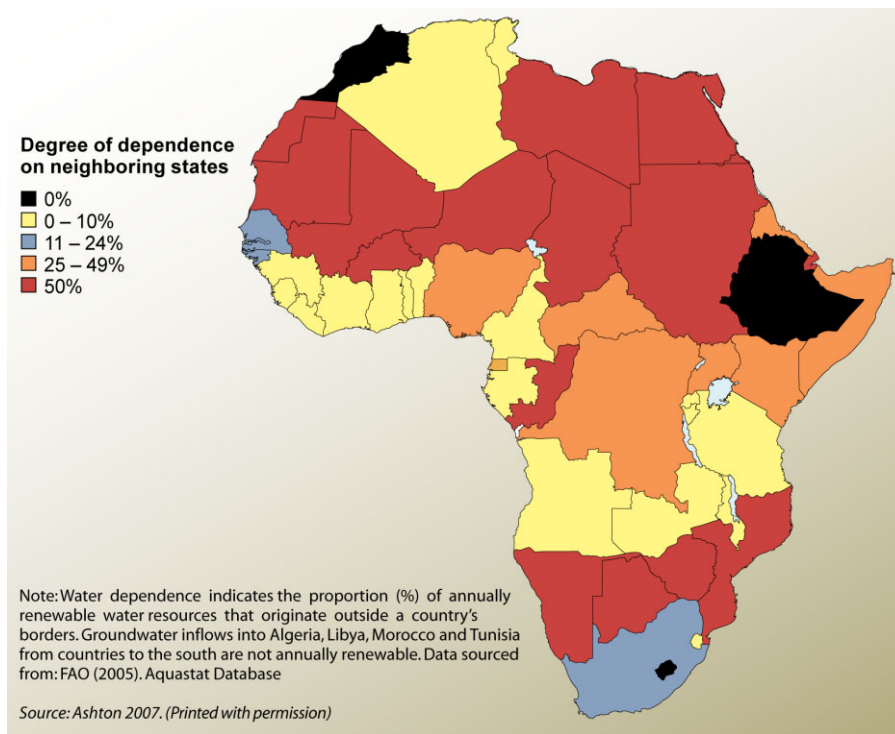 Degree of dependence
on neighboring states
0%
0 – 10%
11 – 24%
25 – 49%
50%
Note: Water dependence indicates the proportion (%) of annually
renewable water resources that originate outside a country's
borders. Groundwater inflows into Algeria, Libya, Morocco and Tunisia
from countries to the south are not annually renewable. Data sourced
from: FAO (2005). Aquastat Database
Source: Ashton 2007. (Printed with permission)